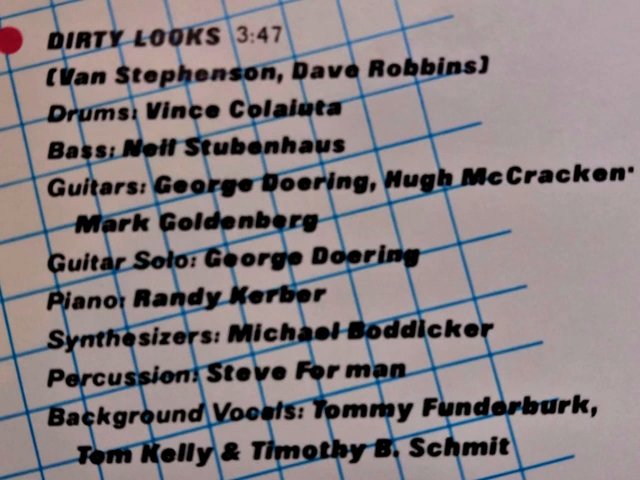 DIRTY LOOKS 3:47
(Van Stephenson, Dave Robbins)
Drums: Vince Colaiuta
Bass: Neil Stubenhaus
Guitars: George Doering, Hugh McCracken·
Mark Goldenberg
Guitar Solo: George Doering
Piano: Randy Kerber
Synthesizers: Michael Boddicker
Percussion: Steve Forman
Background Vocals: Tommy Funderburk,
Tom Kelly & Timothy B. Schmit